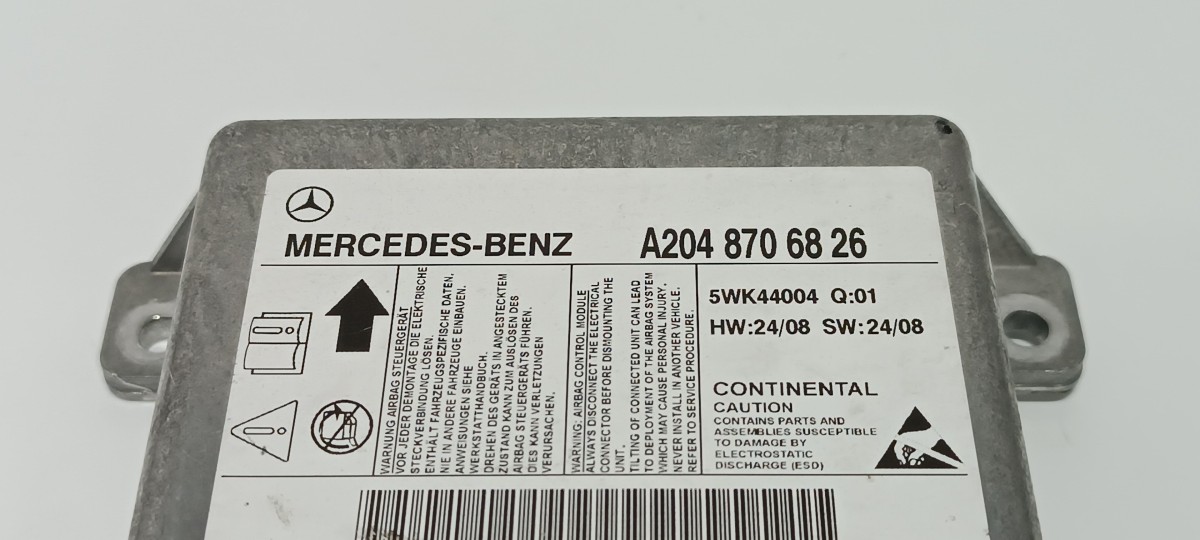 MERCEDES-BENZ
A204 870 68 26
WARNUNG AIRBAG STEUERGERÄT
VOR JEDER DEMONTAGE DIE ELEKTRISCHE
STECKVERBINDUNG LÖSEN.
ENTHÄLT FAHRZEUGSPEZIFISCHE DATEN.
NIE IN ANDERE FAHRZEUGE EINBAUEN.
ANWEISUNGEN SIEHE
WERKSTATTHANDBUCH.
DREHEN DES GERÄTS IN ANGESTECKTEM
ZUSTAND KANN ZUM AUSLÖSEN DES
AIRBAG STEUERGERÄTS FÜHREN.
DIES KANN VERLETZUNGEN
VERURSACHEN.
WARNING: AIRBAG CONTROL MODULE
ALWAYS DISCONNECT THE ELECTRICAL
CONNECTOR BEFORE DISMOUNTING THE
UNIT.
TILTING OF CONNECTED UNIT CAN LEAD
TO DEPLOYMENT OF THE AIRBAG SYSTEM
WHICH MAY CAUSE PERSONAL INJURY.
NEVER INSTALL IN ANOTHER VEHICLE.
REFER TO SERVICE PROCEDURE.
5WK44004 Q:01
HW:24/08 SW:24/08
CONTINENTAL
CAUTION
CONTAINS PARTS AND
ASSEMBLIES SUSCEPTIBLE
TO DAMAGE BY
ELECTROSTATIC
DISCHARGE (ESD)